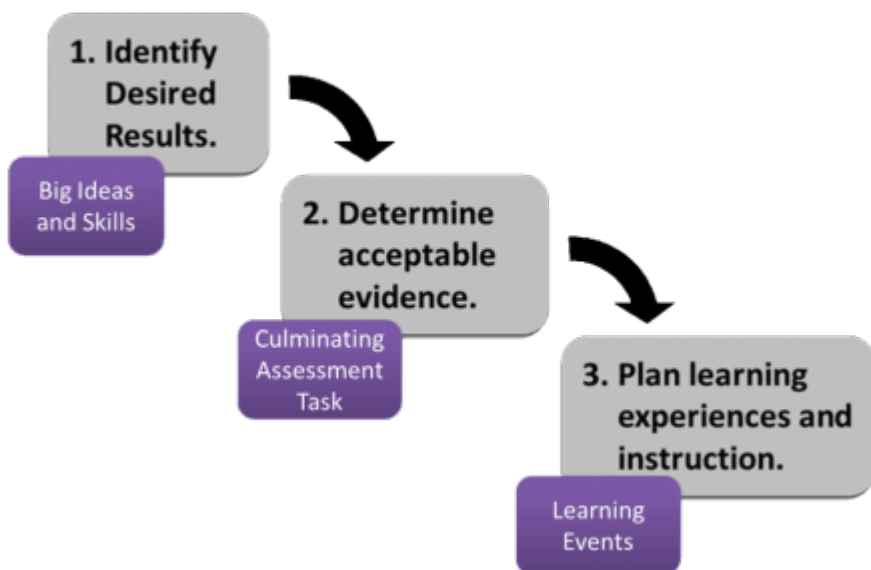 1. Identify
Desired
Results.
Big Ideas
and Skills
2. Determine
acceptable
evidence.
Culminating
Assessment
Task
3. Plan learning
experiences and
instruction.
Learning
Events